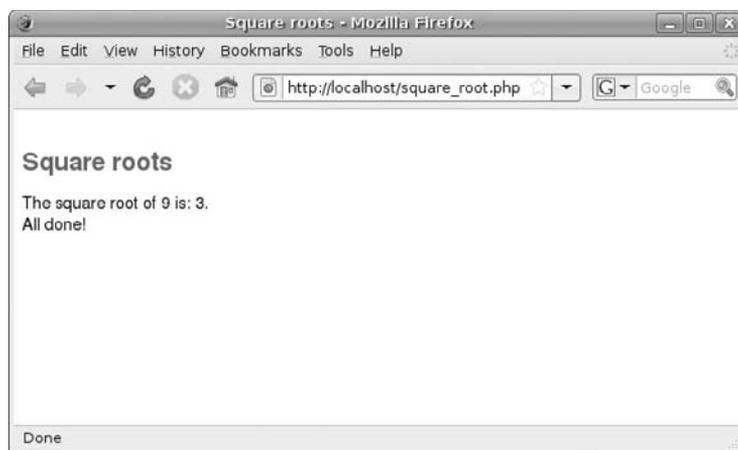 Square roots - Mozilla Firefox
File Edit View History Bookmarks Tools Help
http://localhost/square_root.php G Google
Square roots
The square root of 9 is: 3.
All done!
Done